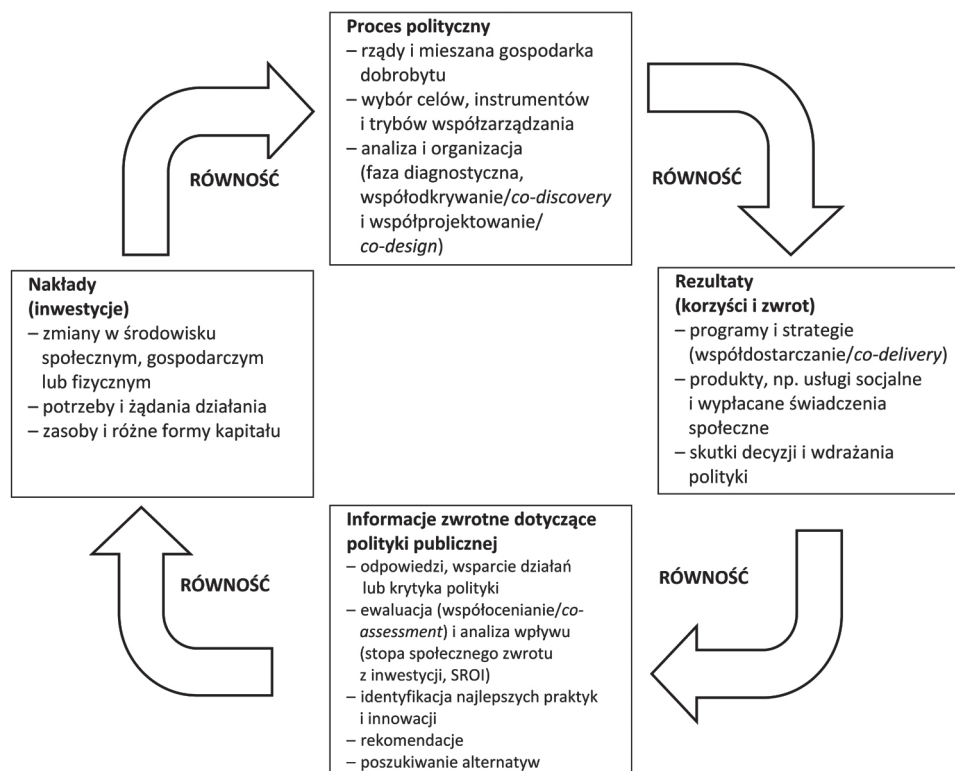 Proces polityczny
– rządy i mieszana gospodarka
dobrobytu
– wybór celów, instrumentów
i trybów współzarządzania
– analiza i organizacja
(faza diagnostyczna,
współodkrywanie/co-discovery
i współprojektowanie/
co-design)
RÓWNOŚĆ
RÓWNOŚĆ
Nakłady
(inwestycje)
– zmiany w środowisku
społecznym, gospodarczym
lub fizycznym
– potrzeby i żądania działania
– zasoby i różne formy kapitału
Rezultaty
(korzyści i zwrot)
– programy i strategie
(współdostarczanie/co-delivery)
– produkty, np. usługi socjalne
i wypłacane świadczenia
społeczne
– skutki decyzji i wdrażania
polityki
Informacje zwrotne dotyczące
polityki publicznej
– odpowiedzi, wsparcie działań
lub krytyka polityki
– ewaluacja (współocenianie/co-
assessment) i analiza wpływu
(stopa społecznego zwrotu
z inwestycji, SROI)
– identyfikacja najlepszych praktyk
i innowacji
– rekomendacje
– poszukiwanie alternatyw
RÓWNOŚĆ
RÓWNOŚĆ